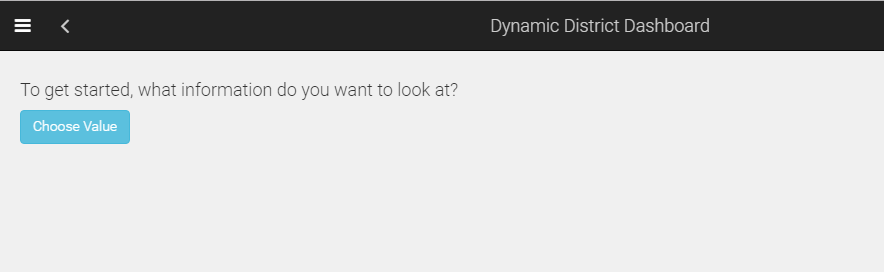 Dynamic District Dashboard
To get started, what information do you want to look at?
Choose Value